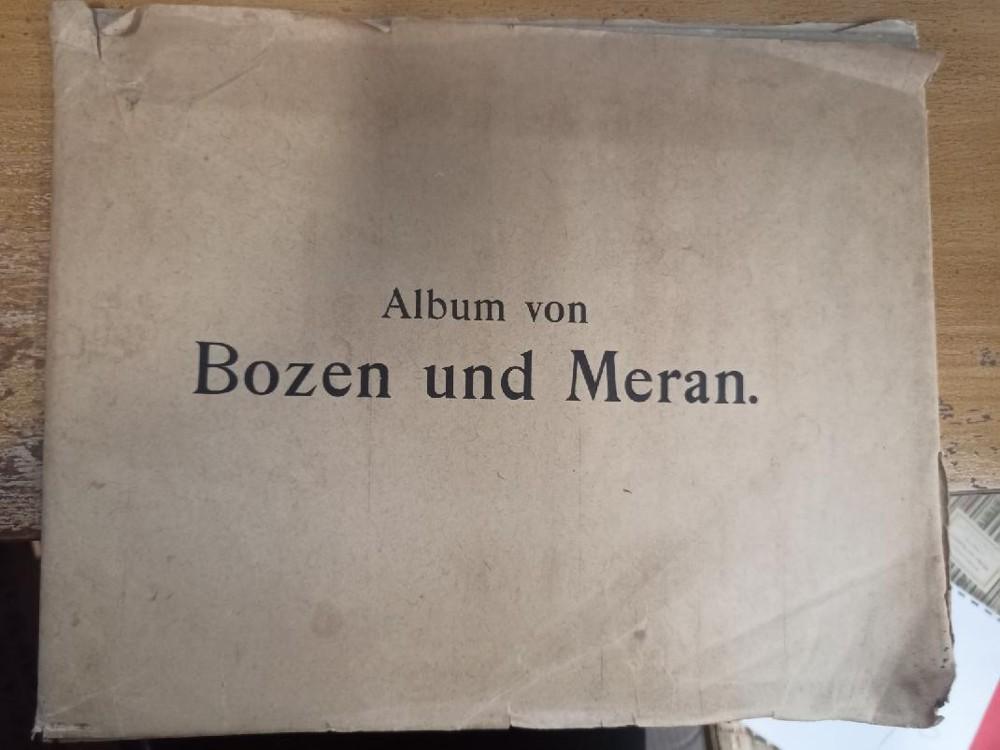 Album von
Bozen und Meran.